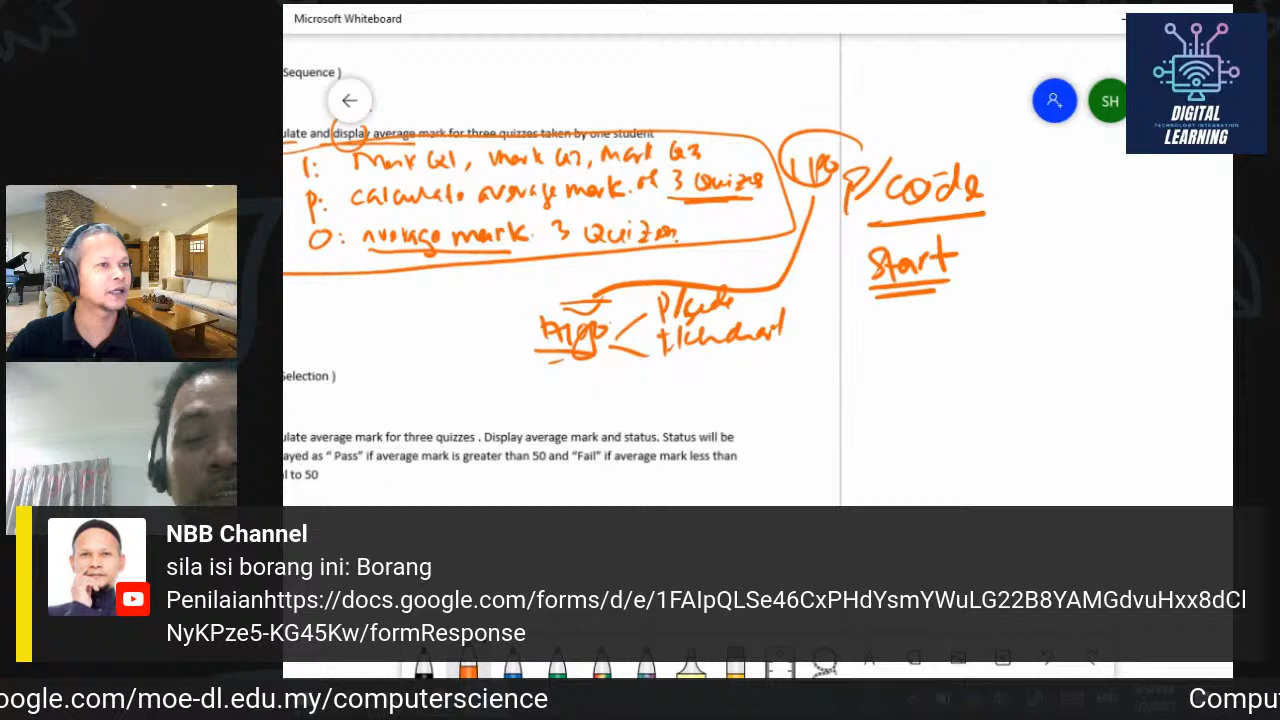 Microsoft Whiteboard
Sequence )
SH
DIGITAL
TECHNOLOGY INTEGRATION
LEARNING
ulate and display average mark for three quizzes taken by one student
I: Mark Q1, Mark Q2, Mark Q3
P: calculate average mark of 3 Quizes
O: average mark 3 Quizes
IPO
P/code
Start
Algo
P/code
Selection )
ulate average mark for three quizzes . Display average mark and status. Status will be
ayed as “ Pass” if average mark is greater than 50 and “Fail” if average mark less than
l to 50
NBB Channel
sila isi borang ini: Borang
Penilaianhttps://docs.google.com/forms/d/e/1FAIpQLSe46CxPHdYsmYWuLG22B8YAMGdvuHxx8dCl
NyKPze5-KG45Kw/formResponse
oogle.com/moe-dl.edu.my/computerscience
Compu